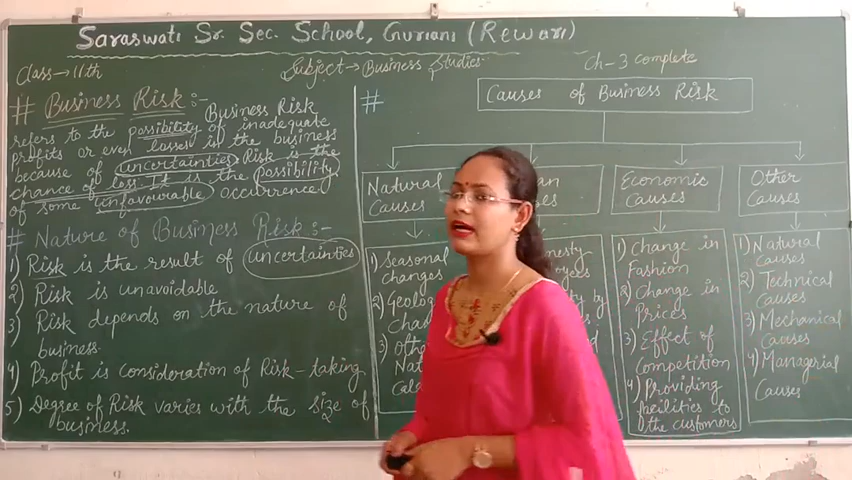 Saraswati Sr. Sec. School, Guriani (Rewari)
Class→11th
Subject→Business Studies
Ch-3 complete
# Business Risk:-
Business Risk
refers to the possibility of inadequate
profits or even losses in the business
because of uncertainties. Risk is the
chance of loss. It is the possibility
of some unfavourable occurrence
# Nature of Business Risk:-
1) Risk is the result of uncertainties
2) Risk is unavoidable
3) Risk depends on the nature of
business.
4) Profit is consideration of Risk-taking
5) Degree of Risk varies with the size of
business.
#
Causes of Business Risk
Natural
Causes
Economic
Causes
Other
Causes
1) Seasonal
changes
2)
3)
by
1) Change in
Fashion
2) Change in
Prices
3) Effect of
Competition
4) Providing
facilities to
the customers
1) Natural
Causes
2) Technical
Causes
3) Mechanical
Causes
4) Managerial
Causes